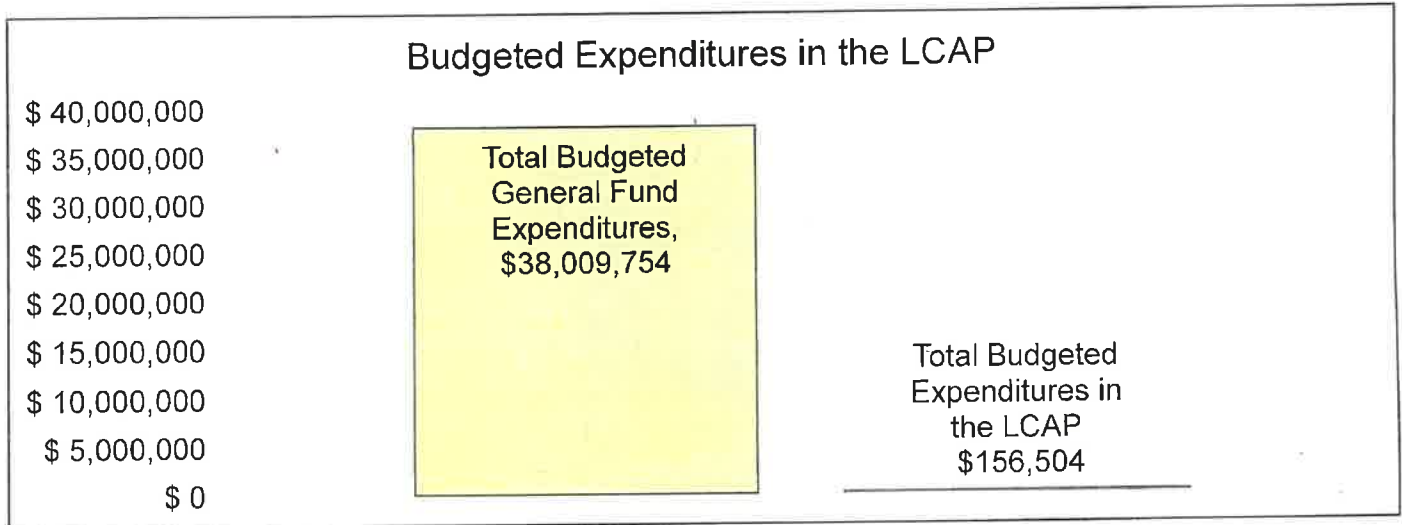 Budgeted Expenditures in the LCAP
$ 40,000,000
$ 35,000,000
$ 30,000,000
$ 25,000,000
$ 20,000,000
$ 15,000,000
$ 10,000,000
$ 5,000,000
$ 0
Total Budgeted
General Fund
Expenditures,
$38,009,754
Total Budgeted
Expenditures in
the LCAP
$156,504